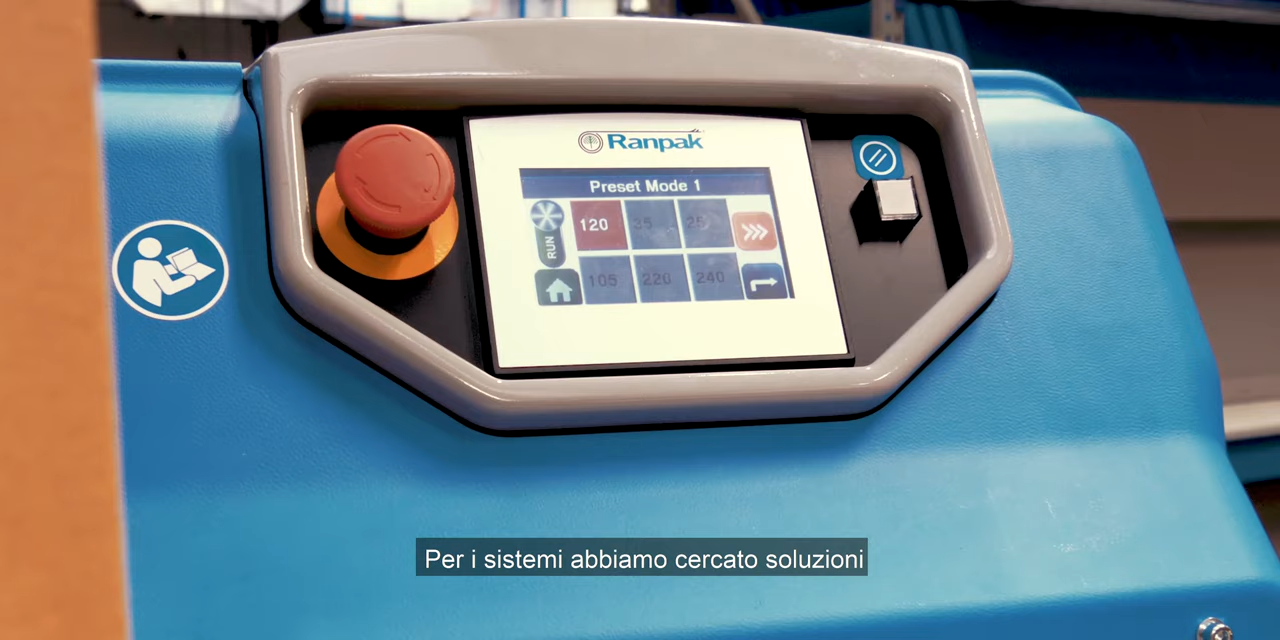 Ranpak
Preset Mode 1
RUN
120 35 25
105 220 240
Per i sistemi abbiamo cercato soluzioni